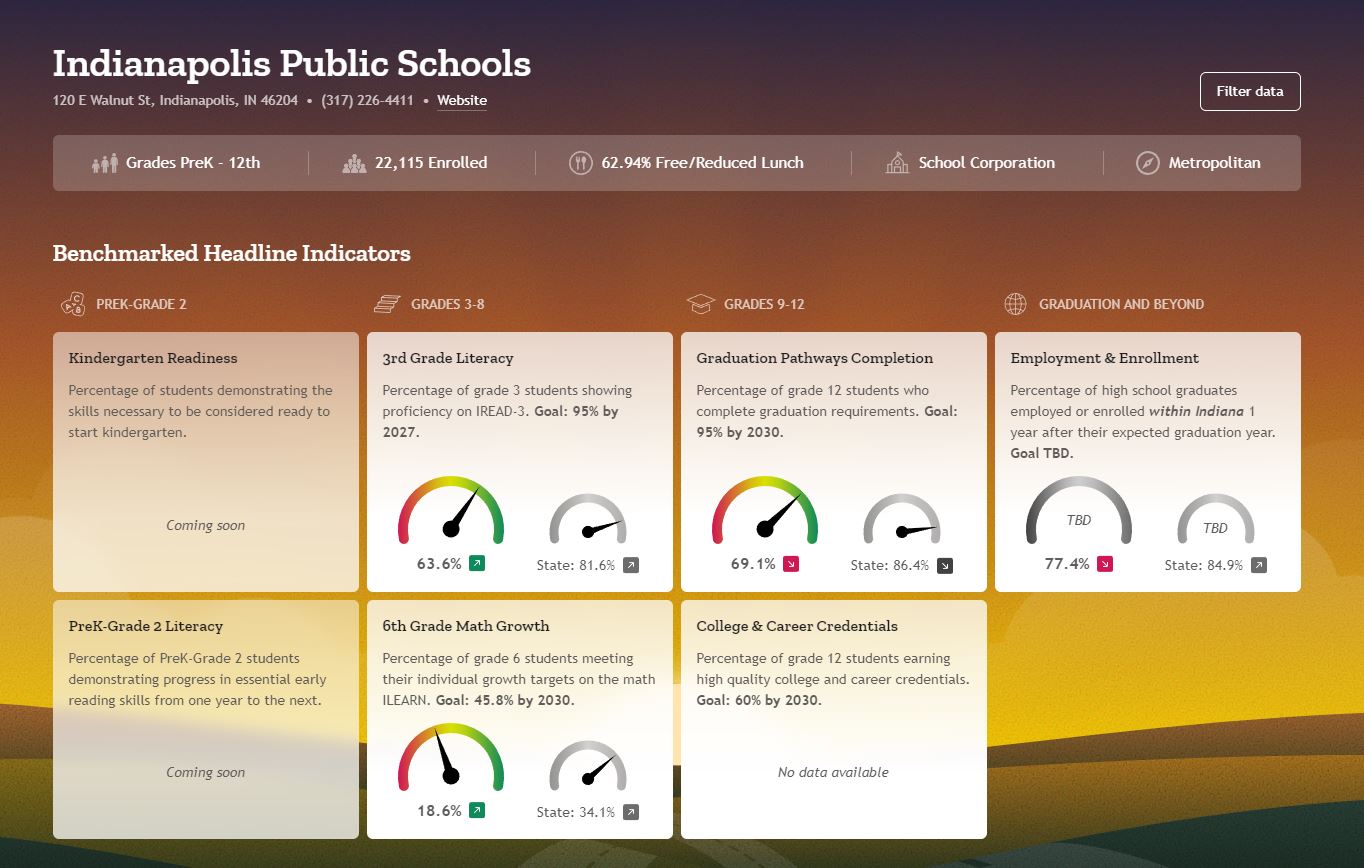 Indianapolis Public Schools
120 E Walnut St, Indianapolis, IN 46204 • (317) 226-4411 • Website
Filter data
Grades PreK - 12th
22,115 Enrolled
62.94% Free/Reduced Lunch
School Corporation
Metropolitan
Benchmarked Headline Indicators
PREK-GRADE 2
GRADES 3-8
GRADES 9-12
GRADUATION AND BEYOND
Kindergarten Readiness
Percentage of students demonstrating the
skills necessary to be considered ready to
start kindergarten.
Coming soon
3rd Grade Literacy
Percentage of grade 3 students showing
proficiency on IREAD-3. Goal: 95% by
2027.
63.6%
State: 81.6%
Graduation Pathways Completion
Percentage of grade 12 students who
complete graduation requirements. Goal:
95% by 2030.
69.1%
State: 86.4%
Employment & Enrollment
Percentage of high school graduates
employed or enrolled within Indiana 1
year after their expected graduation year.
Goal TBD.
TBD
TBD
77.4%
State: 84.9%
PreK-Grade 2 Literacy
Percentage of PreK-Grade 2 students
demonstrating progress in essential early
reading skills from one year to the next.
Coming soon
6th Grade Math Growth
Percentage of grade 6 students meeting
their individual growth targets on the math
ILEARN. Goal: 45.8% by 2030.
18.6%
State: 34.1%
College & Career Credentials
Percentage of grade 12 students earning
high quality college and career credentials.
Goal: 60% by 2030.
No data available